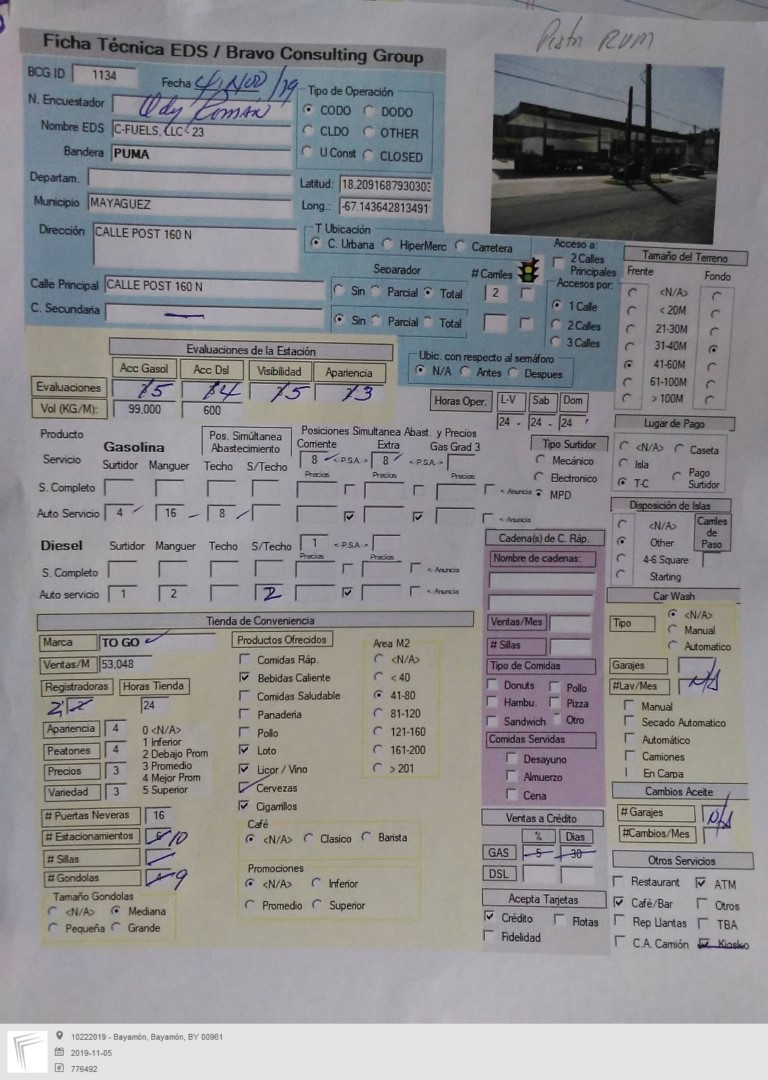 Ficha Técnica EDS / Bravo Consulting Group
BCG ID 1134
Fecha 4/Nov/19
N. Encuestador Ody Roman
Nombre EDS C-FUELS, LLC - 23
Bandera PUMA
Departam.
Municipio MAYAGUEZ
Dirección CALLE POST 160 N
Calle Principal CALLE POST 160 N
C. Secundaria
Tipo de Operación
CODO DODO
CLDO OTHER
U Const CLOSED
Latitud: 18.2091687930303
Long.: -67.143642813491
T Ubicación
C. Urbana HiperMerc Carretera
Separador # Carriles
Sin Parcial Total 2
Sin Parcial Total
Acceso a:
2 Calles
Principales
Accesos por:
1 Calle
2 Calles
3 Calles
Ubic. con respecto al semáforo
N/A Antes Despues
Tamaño del Terreno
Frente Fondo
<N/A>
< 20M
21-30M
31-40M
41-60M
61-100M
> 100M
Evaluaciones de la Estación
Acc Gasol Acc Dsl Visibilidad Apariencia
Evaluaciones
Vol (KG/M): 99,000 600
Horas Oper. L-V Sab Dom
24 - 24 - 24
Lugar de Pago
<N/A> Caseta
Isla Pago
T-C Surtidor
Producto
Servicio
Gasolina
Surtidor Manguer
Pos. Simúltanea
Abastecimiento
Techo S/Techo
Posiciones Simultanea Abast. y Precios
Corriente Extra Gas Grad 3
8 < P.S.A. > 8 < P.S.A. >
Precios Precios Precios
S. Completo < Anuncia
Auto Servicio 4 16 8 < Anuncia
Tipo Surtidor
Mecánico
Electronico
MPD
Disposición de Islas
<N/A>
Other
4-6 Square
Starting
Carriles
de
Paso
Diesel Surtidor Manguer Techo S/Techo 1 < P.S.A. >
Precios Precios
S. Completo < Anuncia
Auto servicio 1 2 2 < Anuncia
Cadena(s) de C. Ráp.
Nombre de cadenas:
Ventas/Mes
# Sillas
Tipo de Comidas
Donuts Pollo
Hambu. Pizza
Sandwich Otro
Comidas Servidas
Desayuno
Almuerzo
Cena
Car Wash
Tipo <N/A>
Manual
Automatico
Garajes
#Lav/Mes N/A
Manual
Secado Automatico
Automático
Camiones
En Carpa
Cambios Aceite
# Garajes N/A
#Cambios/Mes
Tienda de Conveniencia
Marca TO GO
Ventas/M 53,048
Registradoras Horas Tienda
2 24
Apariencia 4
Peatones 4
Precios 3
Variedad 3
0 <N/A>
1 Inferior
2 Debajo Prom
3 Promedio
4 Mejor Prom
5 Superior
# Puertas Neveras 16
# Estacionamientos 10
# Sillas
# Gondolas 9
Tamaño Gondolas
<N/A> Mediana
Pequeña Grande
Productos Ofrecidos
Comidas Ráp.
Bebidas Caliente
Comidas Saludable
Panaderia
Pollo
Loto
Licor / Vino
Cervezas
Cigarrillos
Area M2
<N/A>
< 40
41-80
81-120
121-160
161-200
> 201
Café
<N/A> Clasico Barista
Promociones
<N/A> Inferior
Promedio Superior
Ventas a Crédito
% Dias
GAS 5 30
DSL
Acepta Tarjetas
Crédito Flotas
Fidelidad
Otros Servicios
Restaurant ATM
Café/Bar Otros
Rep Llantas TBA
C.A. Camión Kiosko
10222019 - Bayamón, Bayamón, BY 00961
2019-11-05
776492